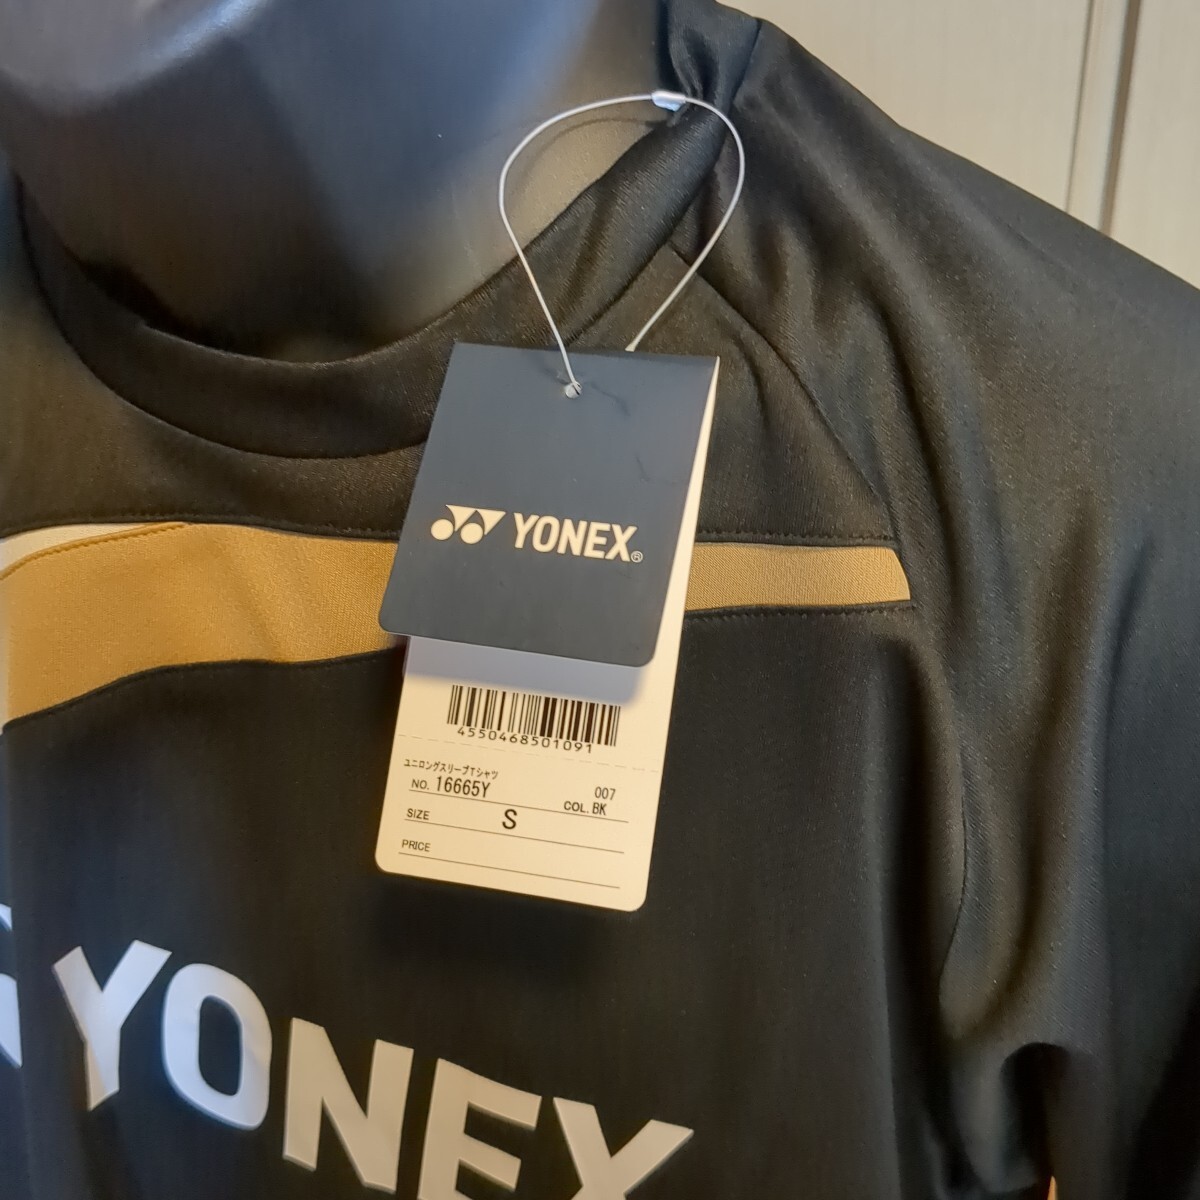 YONEX®
4550468501091
ユニロングスリーブTシャツ
NO. 16665Y 007
COL. BK
SIZE S
PRICE
YONEX